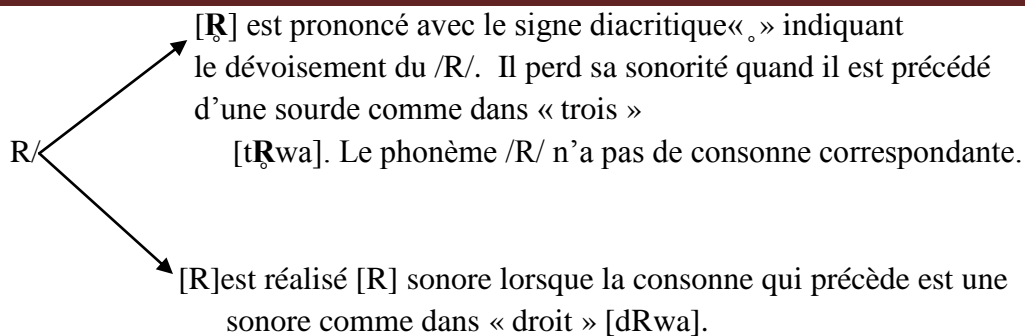 [R̥] est prononcé avec le signe diacritique« ̥ » indiquant
le dévoisement du /R/. Il perd sa sonorité quand il est précédé
d’une sourde comme dans « trois »
R/ [tR̥wa]. Le phonème /R/ n’a pas de consonne correspondante.
[R]est réalisé [R] sonore lorsque la consonne qui précède est une
sonore comme dans « droit » [dRwa].